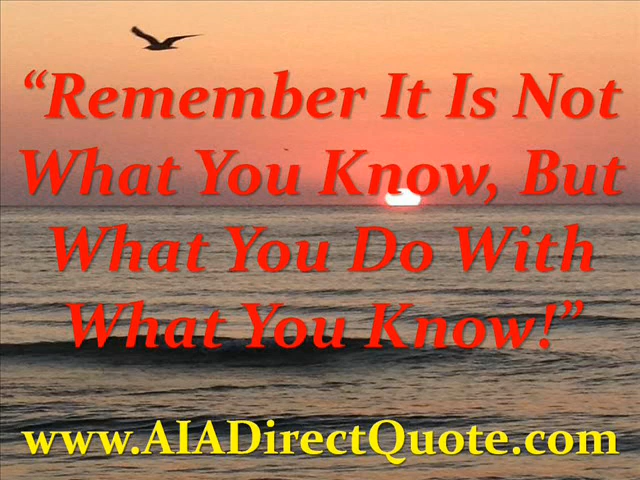 “Remember It Is Not
What You Know, But
What You Do With
What You Know!”
www.AIADirectQuote.com